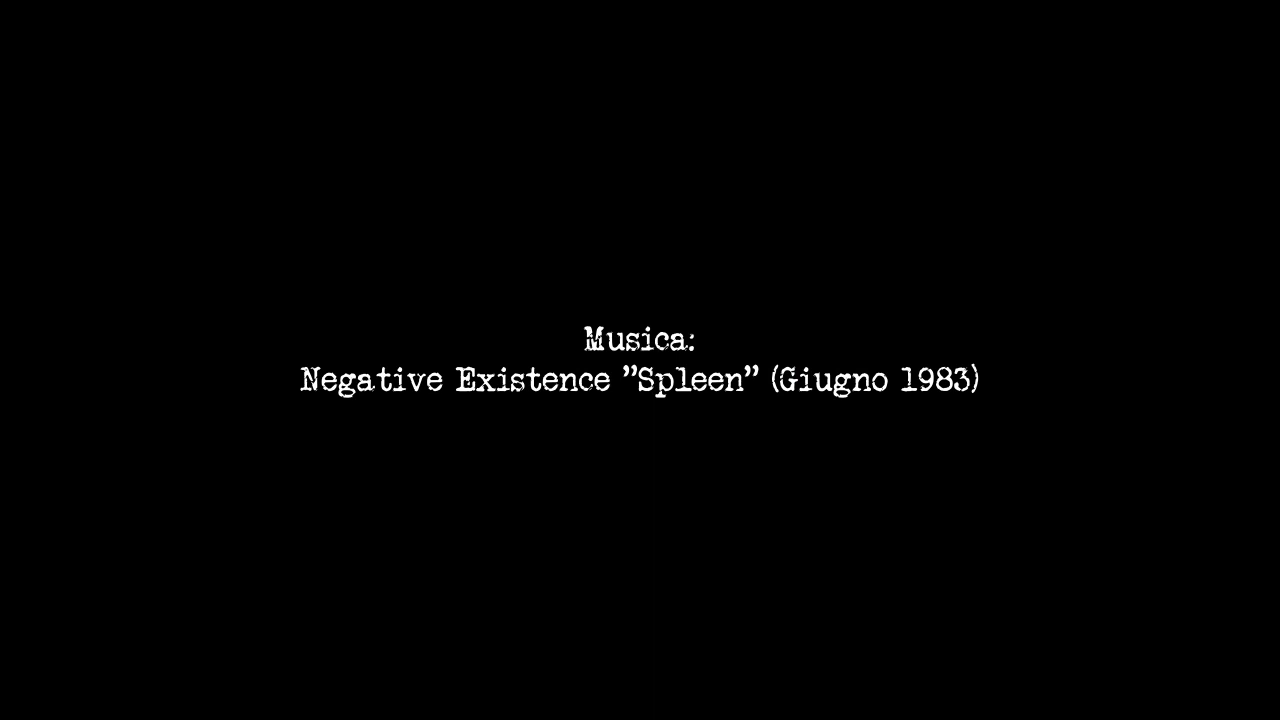 Musica:
Negative Existence ”Spleen” (Giugno 1983)